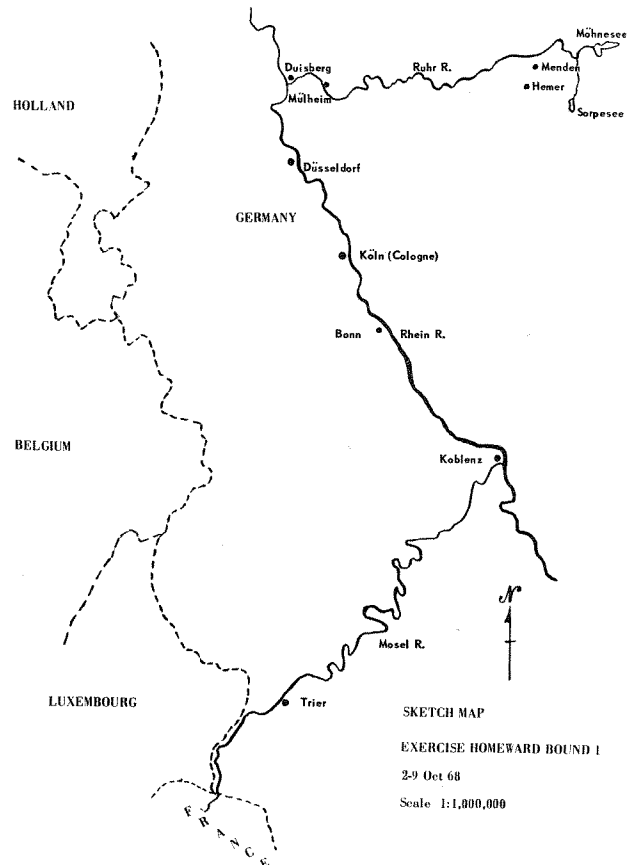 Möhnesee
Duisberg
Ruhr R.
Menden
HOLLAND
Hemer
Mülheim
Sorpesee
Düsseldorf
GERMANY
Köln (Cologne)
Bonn
Rhein R.
BELGIUM
Koblenz
N
Mosel R.
LUXEMBOURG
Trier
SKETCH MAP
EXERCISE HOMEWARD BOUND 1
2-9 Oct 68
Scale 1:1,000,000
FRANCE